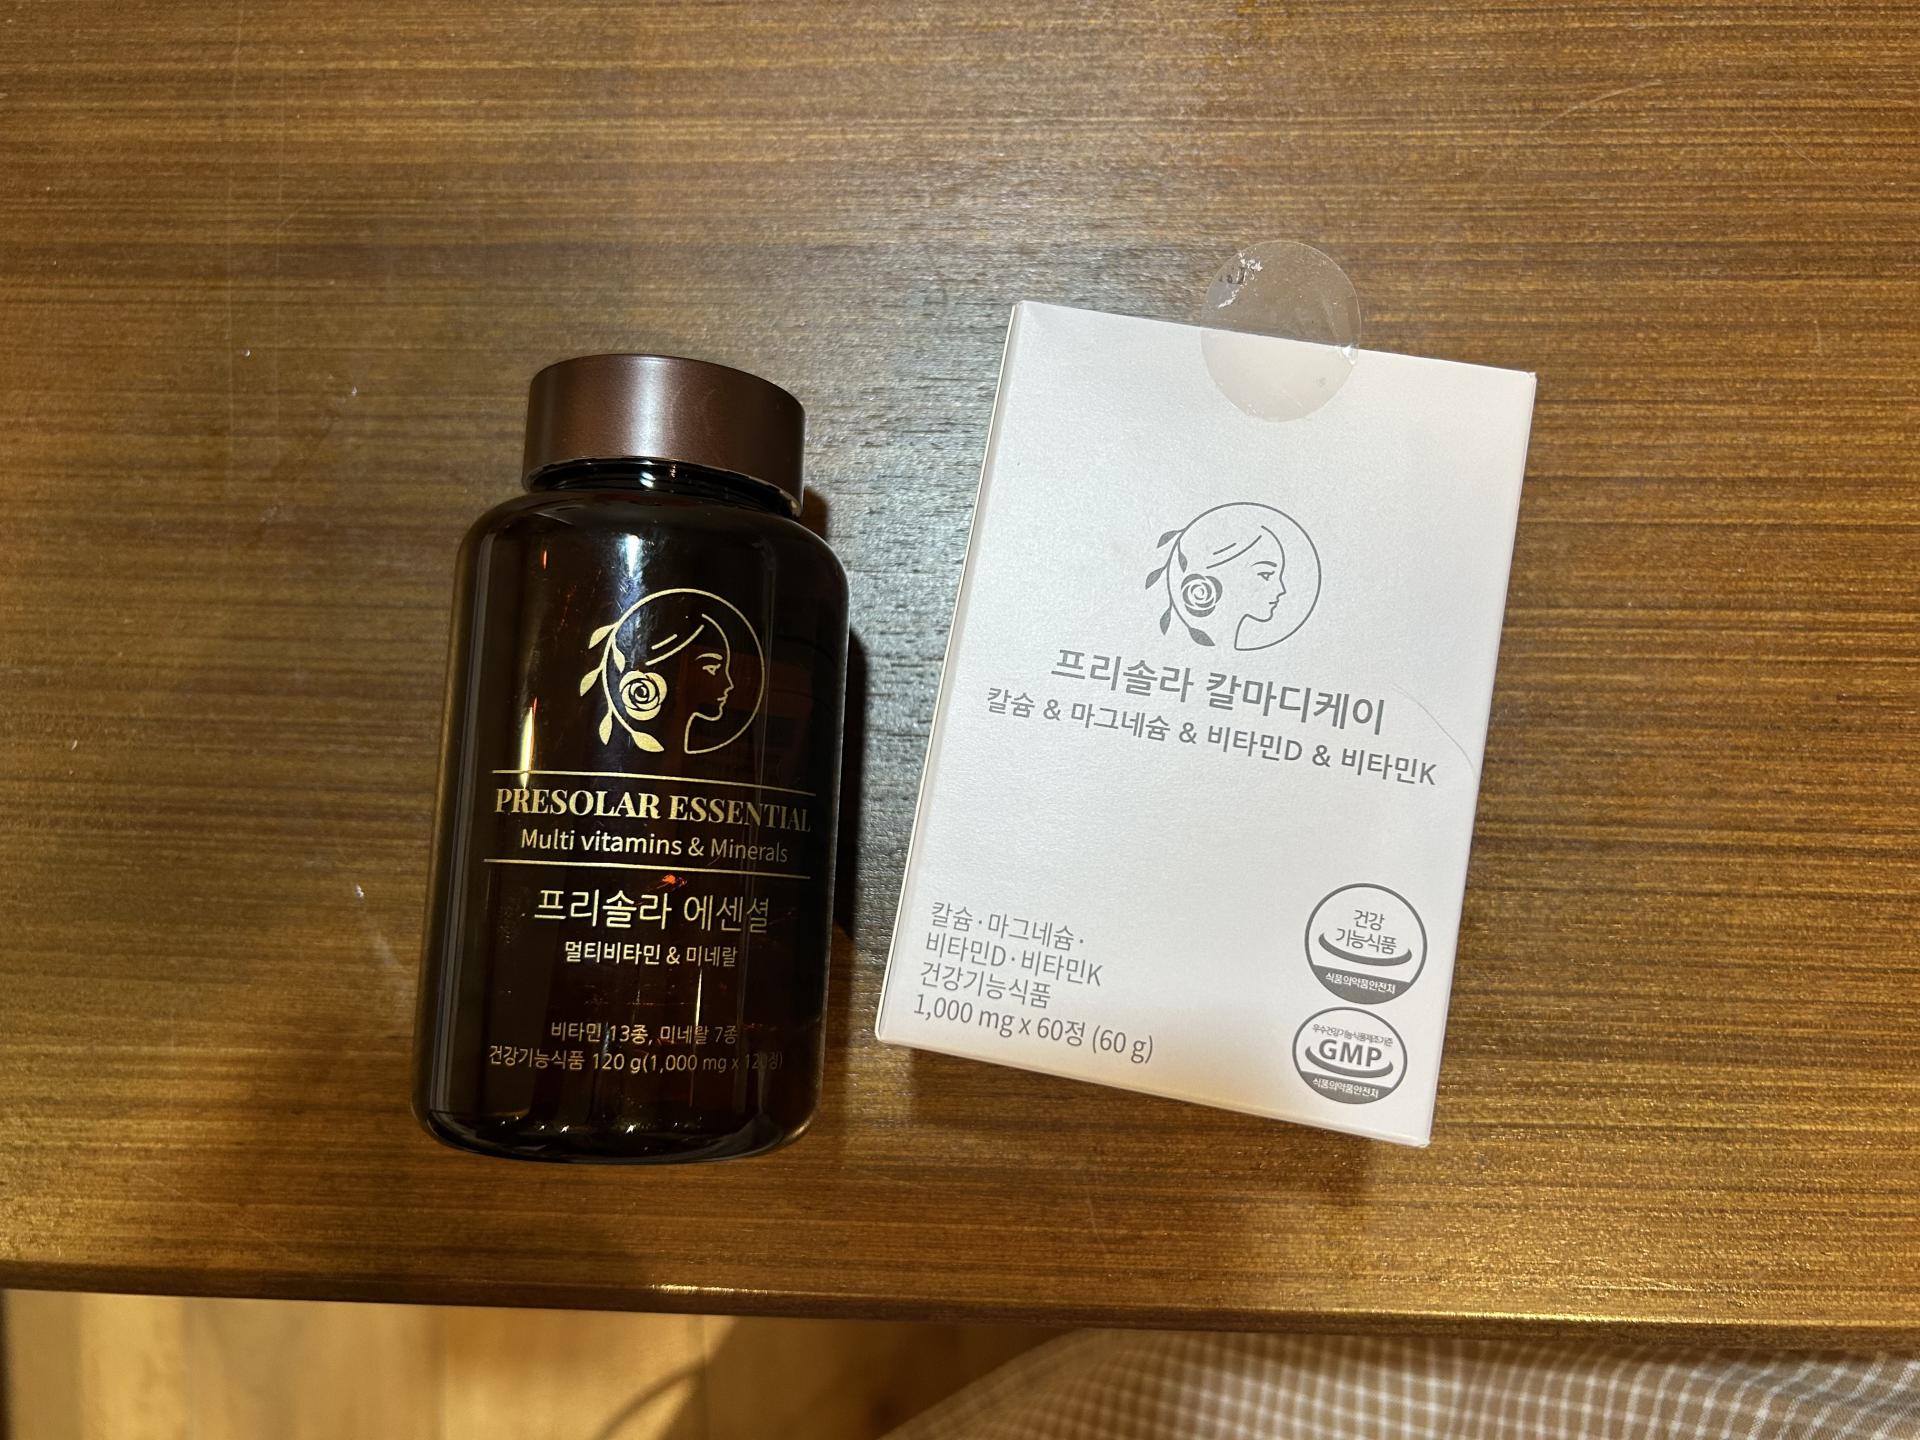 PRESOLAR ESSENTIAL
Multi vitamins & Minerals
프리솔라 에센셜
멀티비타민 & 미네랄
비타민 13종, 미네랄 7종
건강기능식품 120 g(1,000 mg x 120정)
프리솔라 칼마디케이
칼슘 & 마그네슘 & 비타민D & 비타민K
칼슘·마그네슘·
비타민D·비타민K
건강기능식품
1,000 mg x 60정 (60 g)
건강
기능식품
식품의약품안전처
우수건강기능식품제조기준
GMP
식품의약품안전처